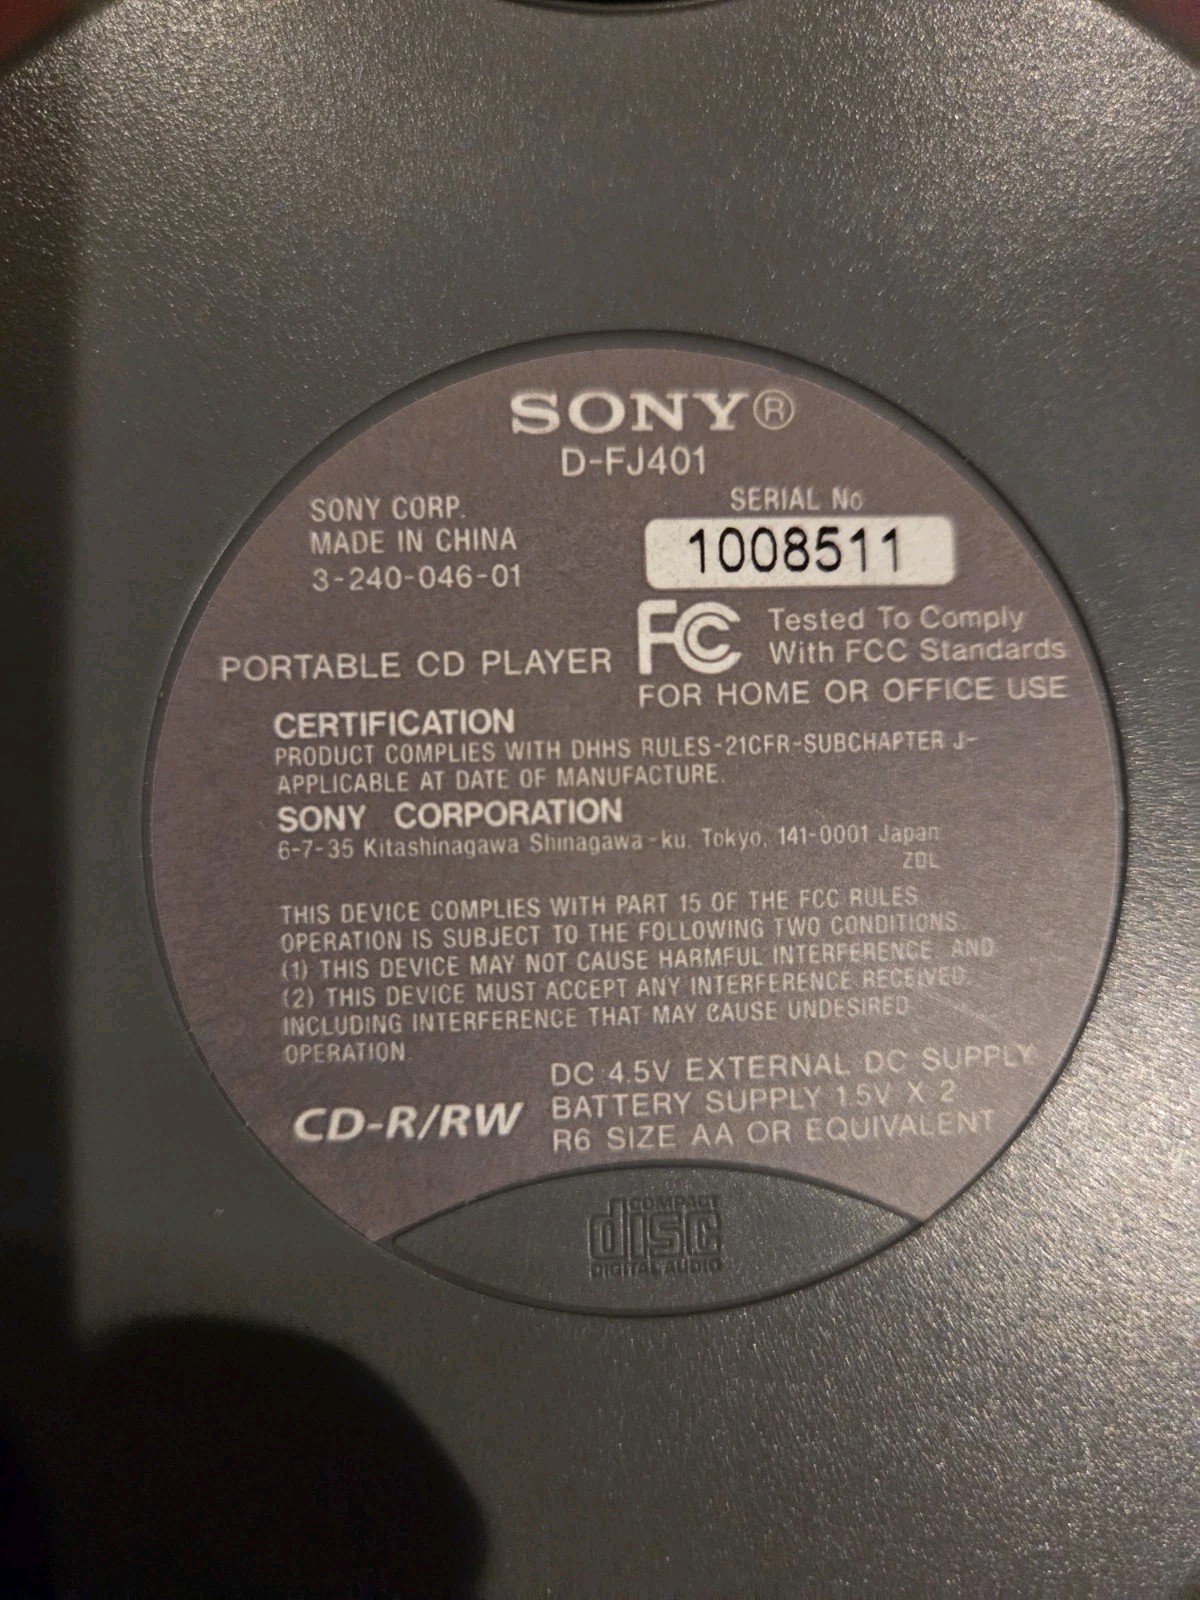 SONY®
D-FJ401
SONY CORP.
MADE IN CHINA
3-240-046-01
SERIAL No
1008511
PORTABLE CD PLAYER
FC Tested To Comply
With FCC Standards
FOR HOME OR OFFICE USE
CERTIFICATION
PRODUCT COMPLIES WITH DHHS RULES-21CFR-SUBCHAPTER J-
APPLICABLE AT DATE OF MANUFACTURE.
SONY CORPORATION
6-7-35 Kitashinagawa Shinagawa-ku, Tokyo, 141-0001 Japan
ZOL
THIS DEVICE COMPLIES WITH PART 15 OF THE FCC RULES.
OPERATION IS SUBJECT TO THE FOLLOWING TWO CONDITIONS.
(1) THIS DEVICE MAY NOT CAUSE HARMFUL INTERFERENCE, AND
(2) THIS DEVICE MUST ACCEPT ANY INTERFERENCE RECEIVED,
INCLUDING INTERFERENCE THAT MAY CAUSE UNDESIRED
OPERATION.
DC 4.5V EXTERNAL DC SUPPLY
BATTERY SUPPLY 1.5V X 2
R6 SIZE AA OR EQUIVALENT
CD-R/RW
COMPACT
disc
DIGITAL AUDIO